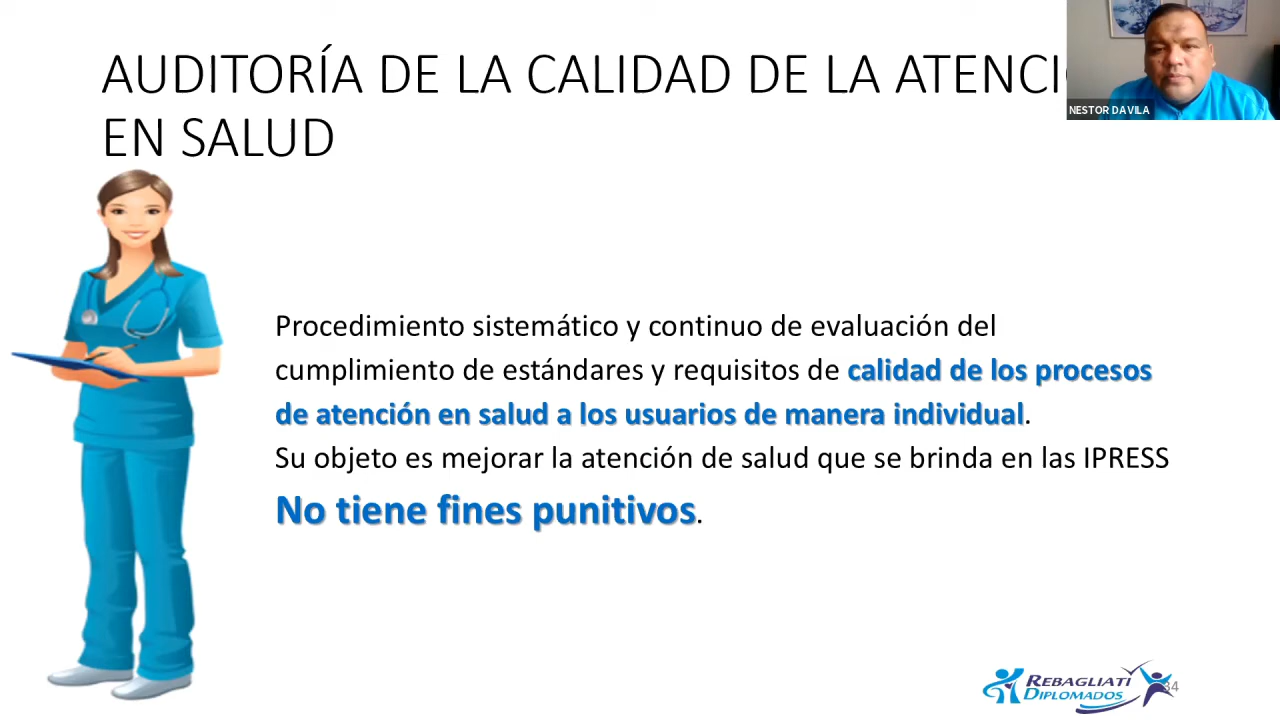 AUDITORÍA DE LA CALIDAD DE LA
EN SALUD
NESTOR DAVILA
Procedimiento sistemático y continuo de evaluación del
cumplimiento de estándares y requisitos de calidad de los procesos
de atención en salud a los usuarios de manera individual.
Su objeto es mejorar la atención de salud que se brinda en las IPRESS
No tiene fines punitivos.
REBAGLIATI
DIPLOMADOS
34